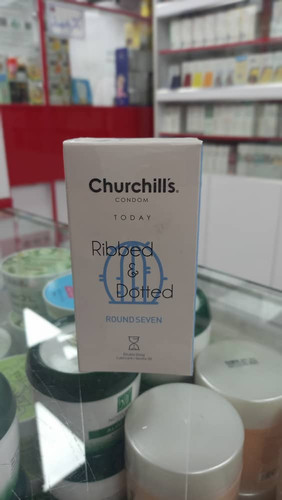 Churchill's®
CONDOM
TODAY
Ribbed
&
Dotted
ROUND SEVEN